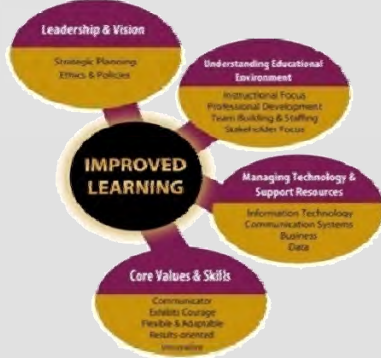 Leadership & Vision
Strategic Planning
Ethics & Policies
Understanding Educational
Environment
Instructional Focus
Professional Development
Team Building & Staffing
Stakeholder Focus
IMPROVED
LEARNING
Managing Technology &
Support Resources
Information Technology
Communication Systems
Business
Data
Core Values & Skills
Communicator
Exhibits Courage
Flexible & Adaptable
Results-oriented
Innovative